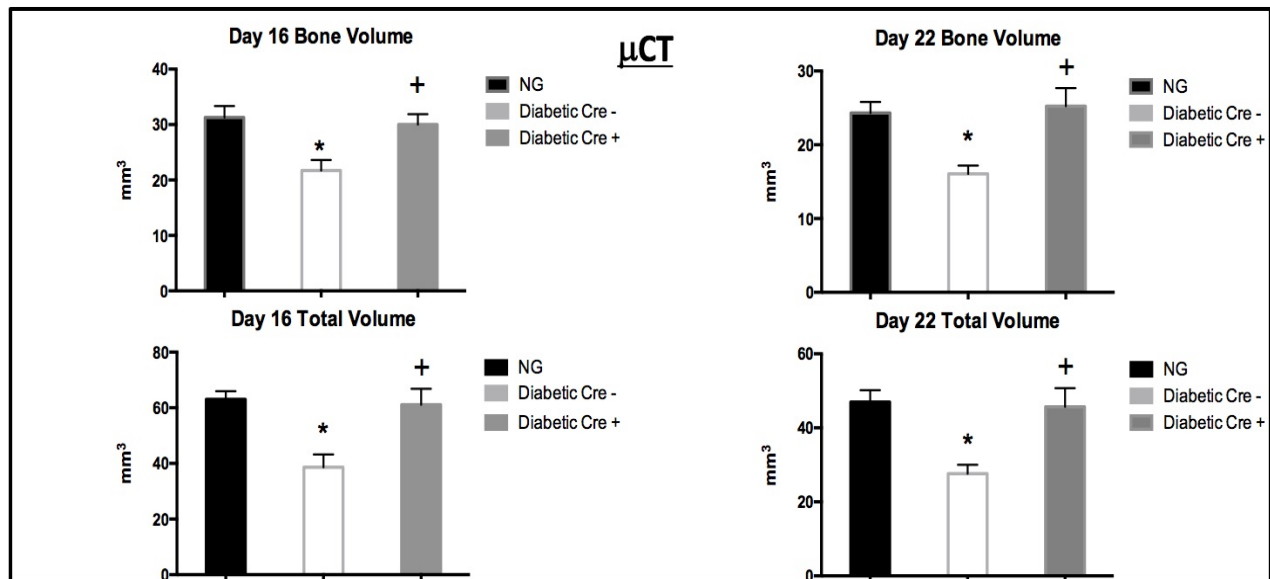 μCT
Day 16 Bone Volume
mm³
40
30
20
10
0
*
+
NG
Diabetic Cre -
Diabetic Cre +
Day 22 Bone Volume
mm³
30
20
10
0
*
+
NG
Diabetic Cre -
Diabetic Cre +
Day 16 Total Volume
mm³
80
60
40
20
0
*
+
NG
Diabetic Cre -
Diabetic Cre +
Day 22 Total Volume
mm³
60
40
20
0
*
+
NG
Diabetic Cre -
Diabetic Cre +